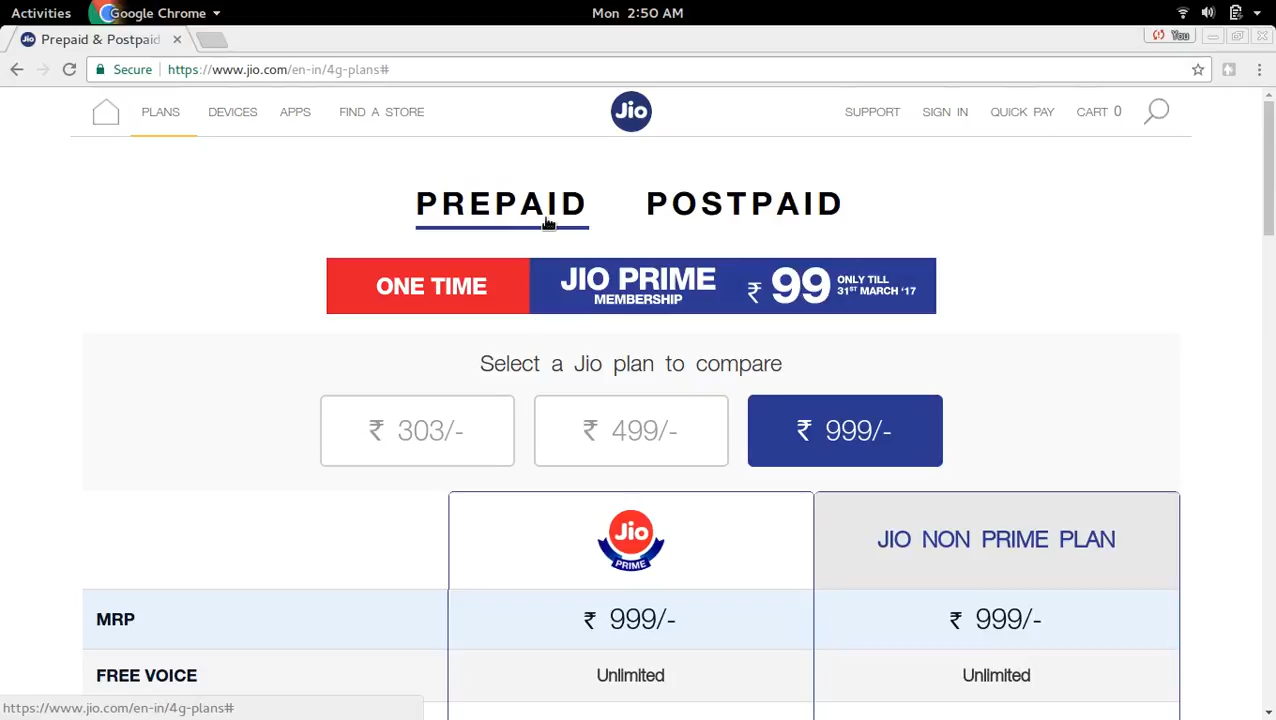 Activities Google Chrome Mon 2:50 AM
Jio Prepaid & Postpaid You
Secure https://www.jio.com/en-in/4g-plans#
PLANS DEVICES APPS FIND A STORE Jio SUPPORT SIGN IN QUICK PAY CART 0
PREPAID POSTPAID
ONE TIME JIO PRIME MEMBERSHIP ₹ 99 ONLY TILL 31ST MARCH '17
Select a Jio plan to compare
₹ 303/- ₹ 499/- ₹ 999/-
Jio PRIME JIO NON PRIME PLAN
MRP ₹ 999/- ₹ 999/-
FREE VOICE Unlimited Unlimited
https://www.jio.com/en-in/4g-plans#